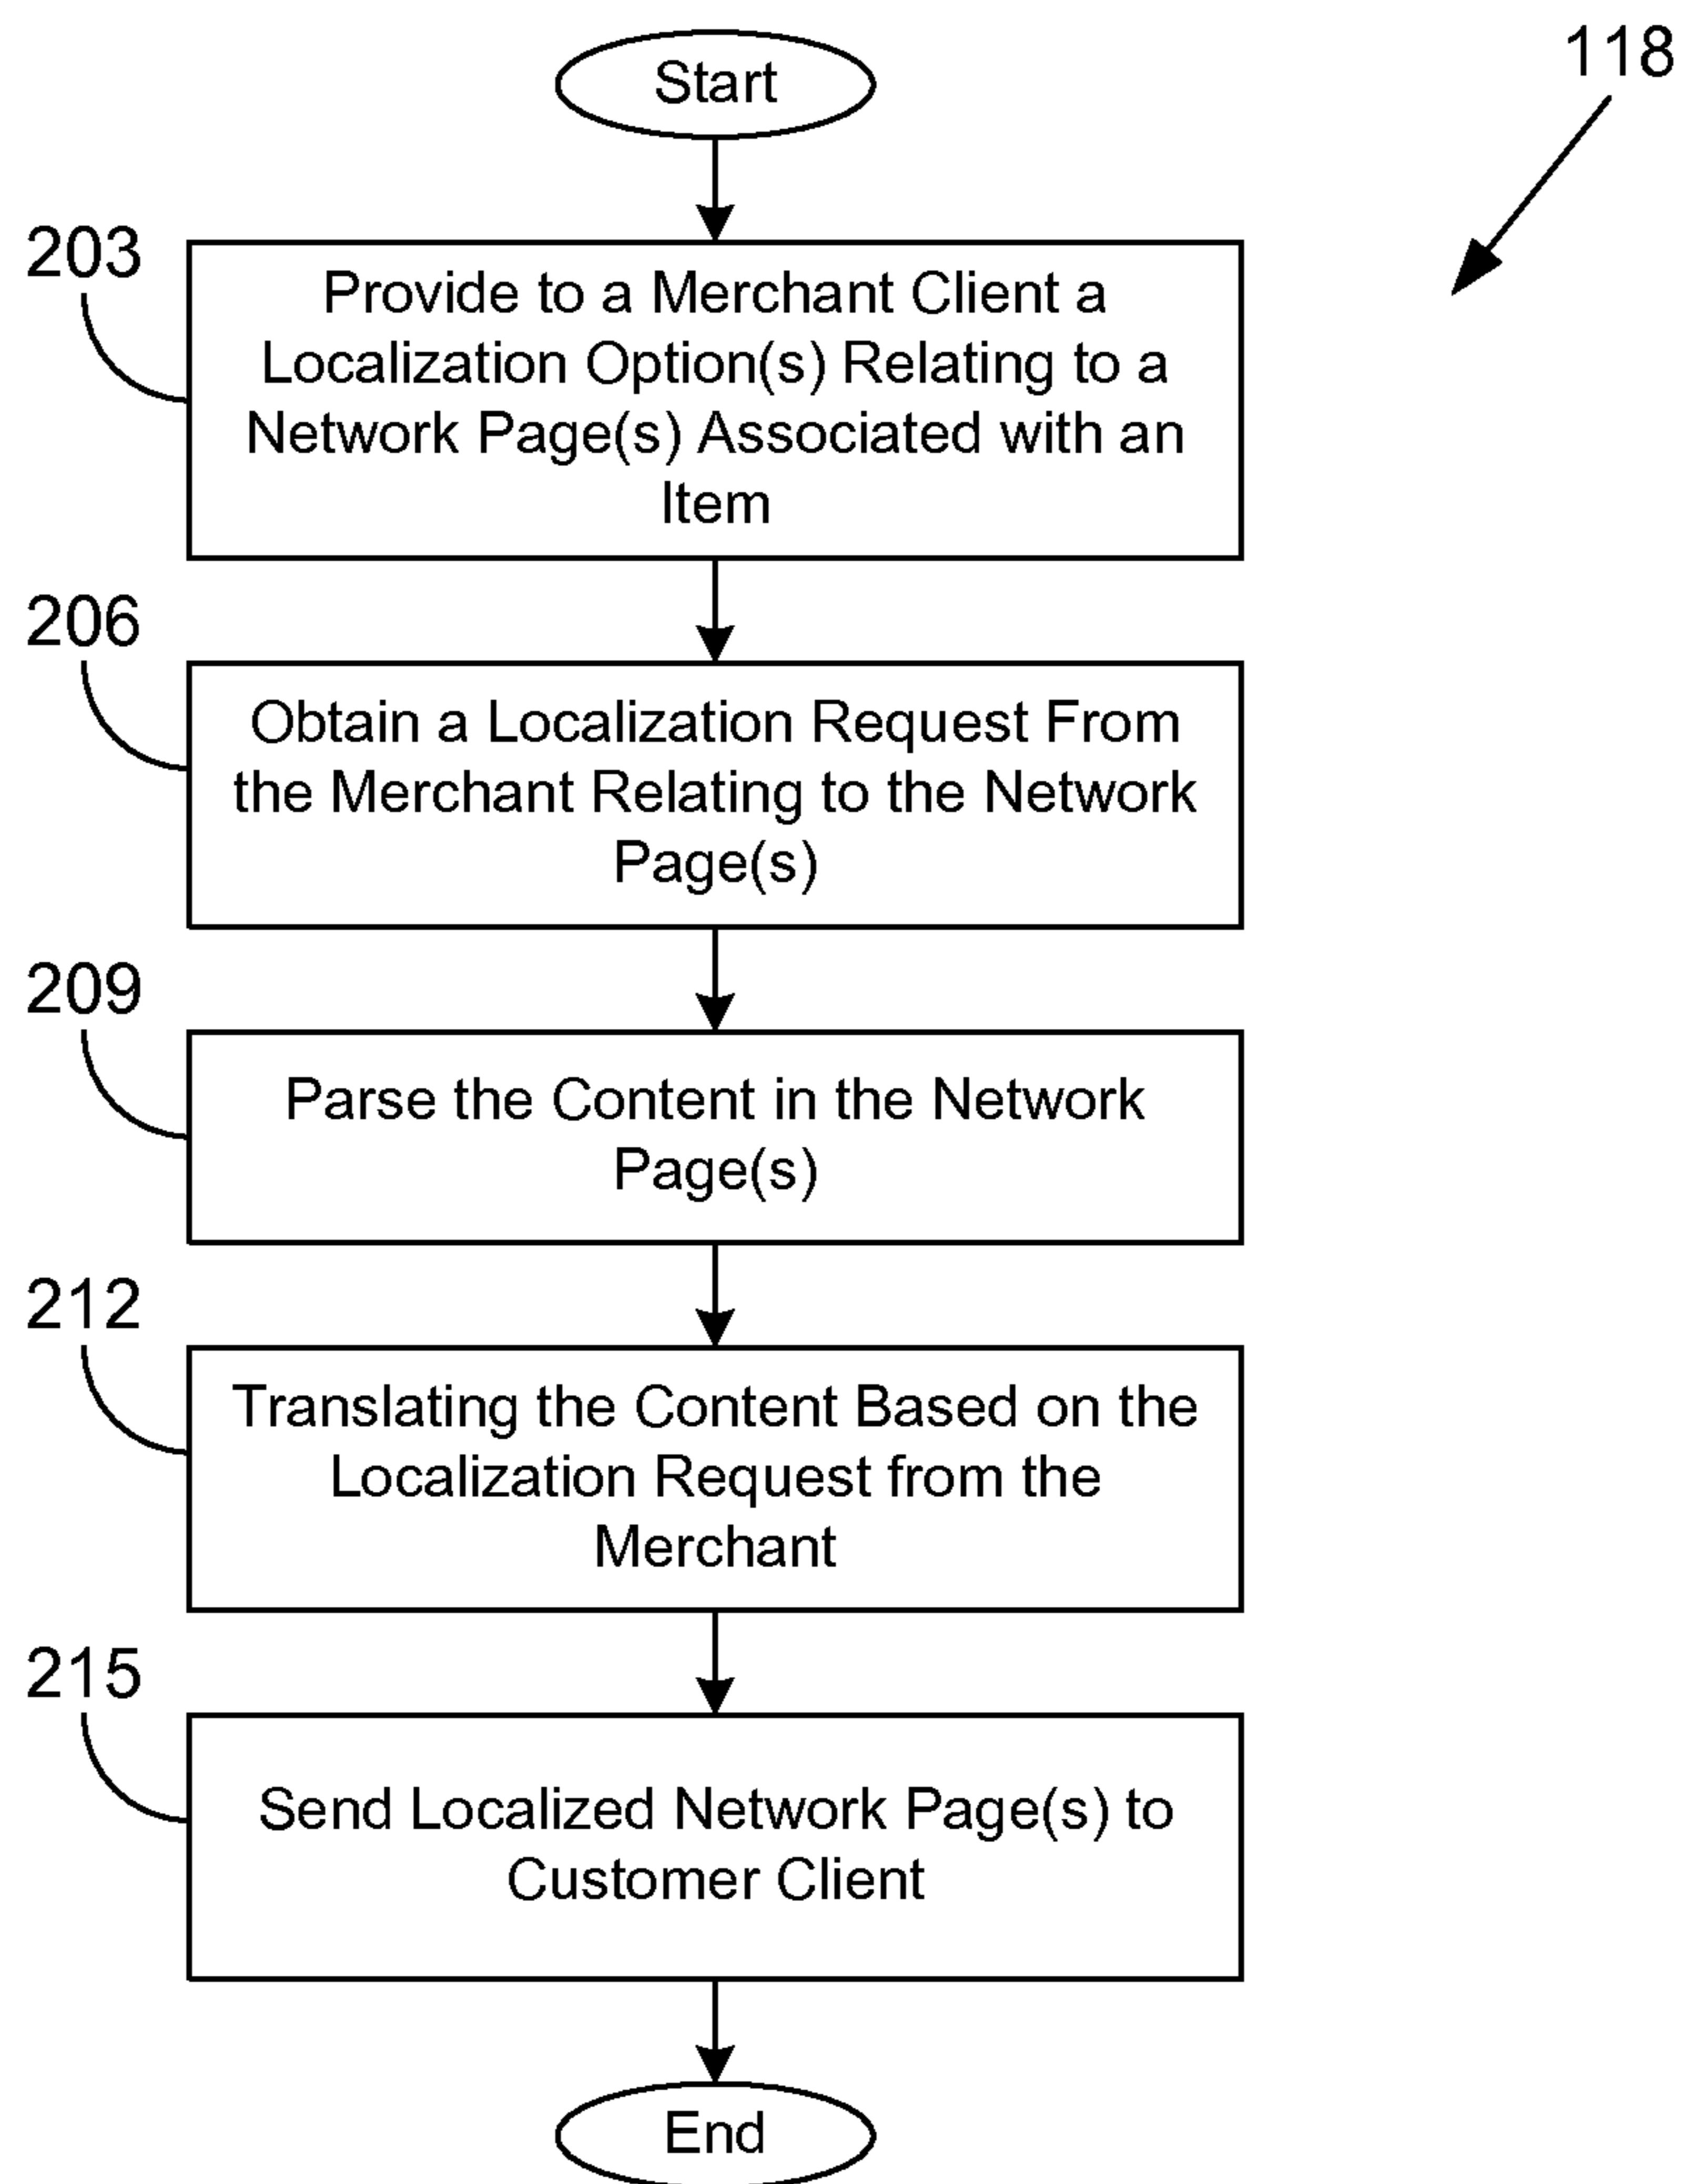 Start
118
203
Provide to a Merchant Client a
Localization Option(s) Relating to a
Network Page(s) Associated with an
Item
206
Obtain a Localization Request From
the Merchant Relating to the Network
Page(s)
209
Parse the Content in the Network
Page(s)
212
Translating the Content Based on the
Localization Request from the
Merchant
215
Send Localized Network Page(s) to
Customer Client
End